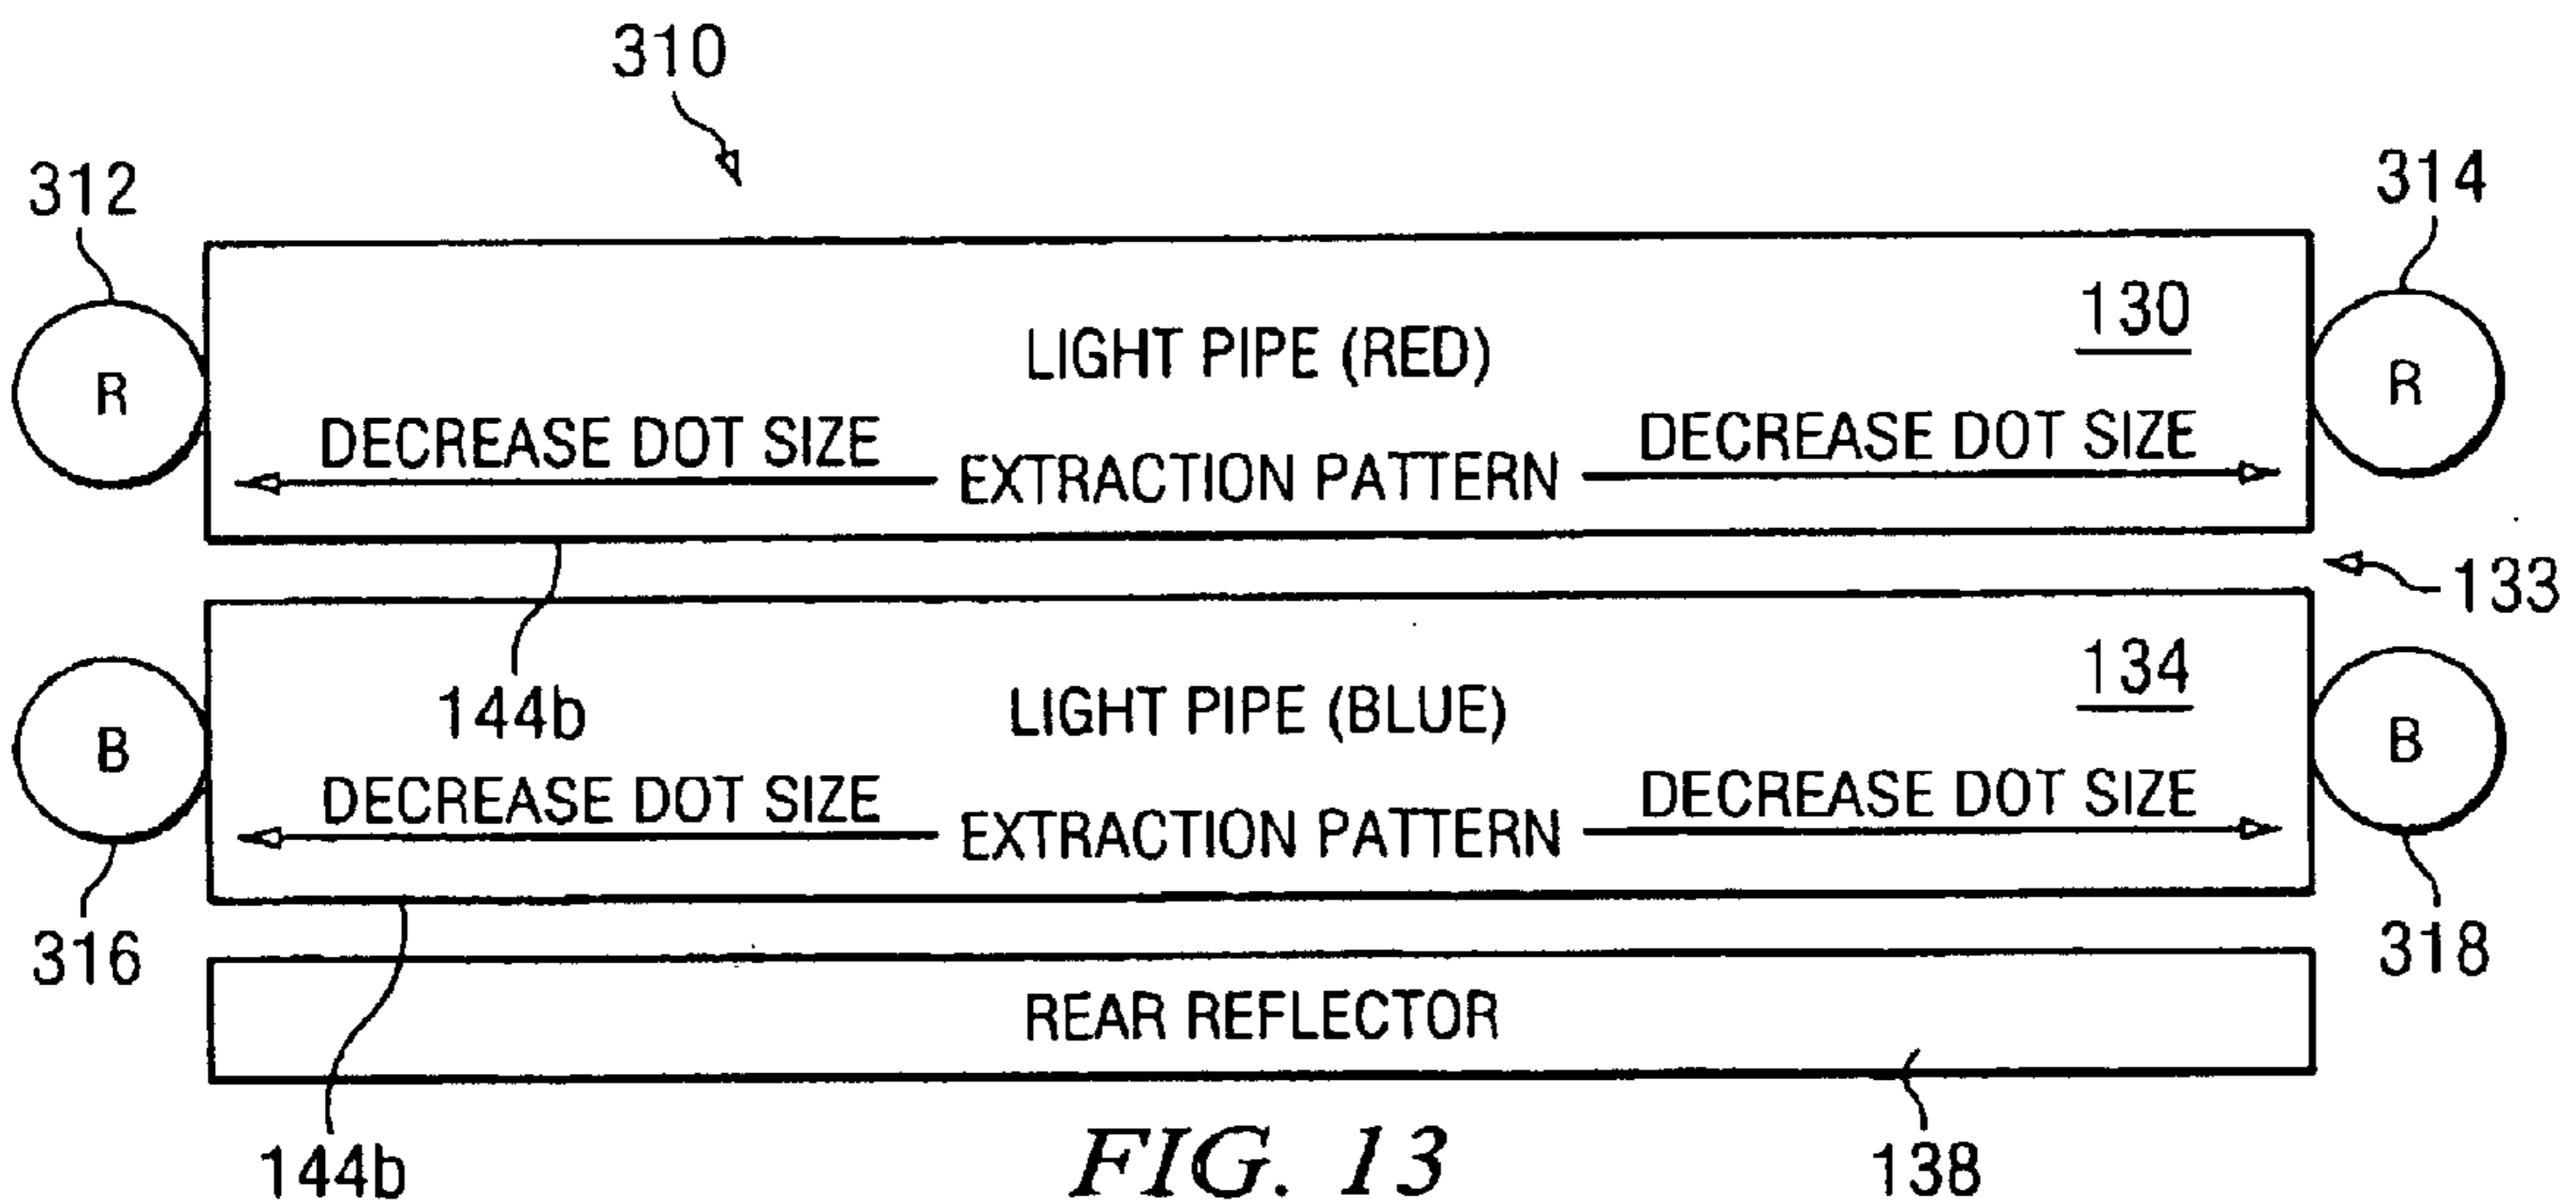 310
312
314
130
LIGHT PIPE (RED)
R
R
DECREASE DOT SIZE
DECREASE DOT SIZE
EXTRACTION PATTERN
133
134
144b
LIGHT PIPE (BLUE)
B
B
DECREASE DOT SIZE
DECREASE DOT SIZE
EXTRACTION PATTERN
316
318
REAR REFLECTOR
144b
138
FIG. 13